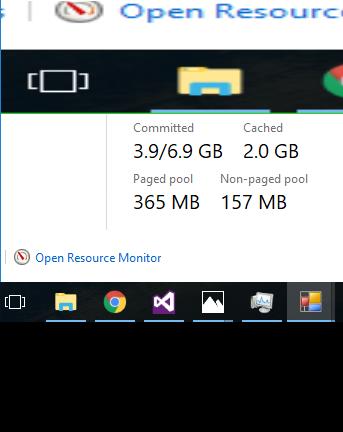 Open Resourc
Committed Cached
3.9/6.9 GB 2.0 GB
Paged pool Non-paged pool
365 MB 157 MB
Open Resource Monitor